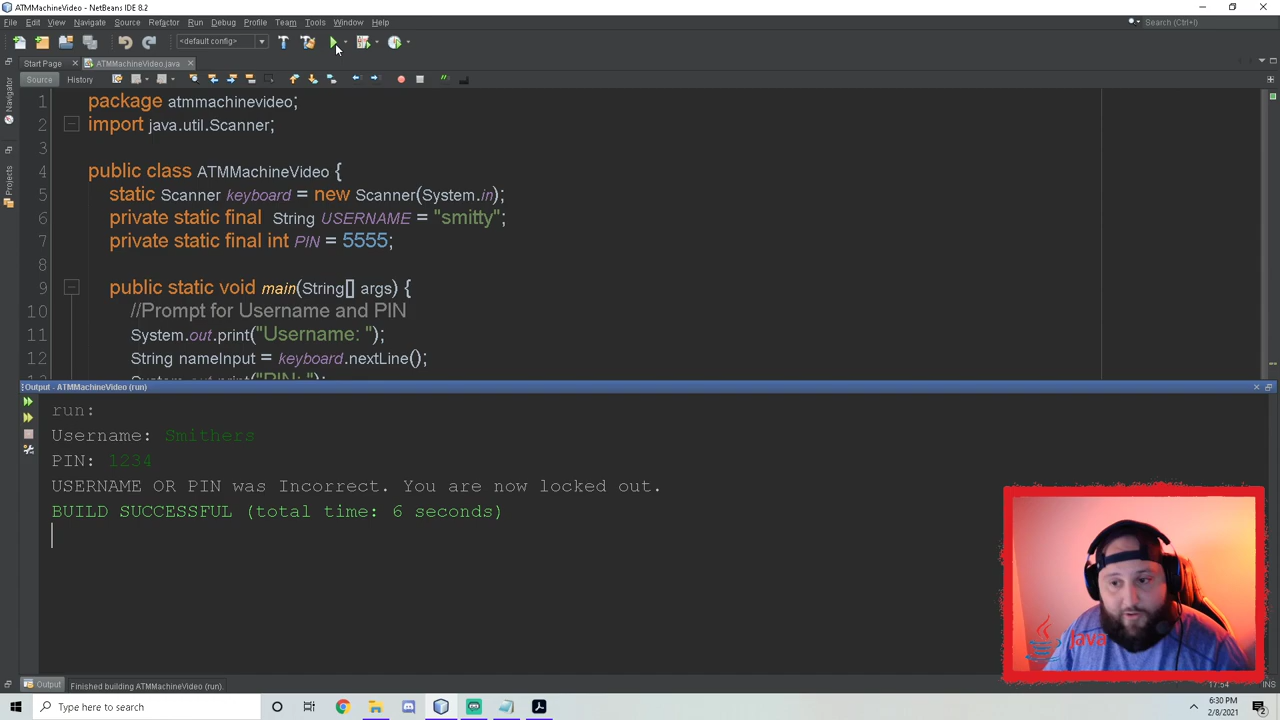 ATMMachineVideo - NetBeans IDE 8.2
File Edit View Navigate Source Refactor Run Debug Profile Team Tools Window Help
Search (Ctrl+I)
<default config>
Start Page ATMMachineVideo.java
Source History
Navigator
Projects
1 package atmmachinevideo;
2 import java.util.Scanner;
3
4 public class ATMMachineVideo {
5 static Scanner keyboard = new Scanner(System.in);
6 private static final String USERNAME = "smitty";
7 private static final int PIN = 5555;
8
9 public static void main(String[] args) {
10 //Prompt for Username and PIN
11 System.out.print("Username: ");
12 String nameInput = keyboard.nextLine();
System.out.print("PIN: ");
Output - ATMMachineVideo (run)
run:
Username: Smithers
PIN: 1234
USERNAME OR PIN was Incorrect. You are now locked out.
BUILD SUCCESSFUL (total time: 6 seconds)
java
Output Finished building ATMMachineVideo (run).
17:54 INS
Type here to search
6:30 PM
2/8/2021
2